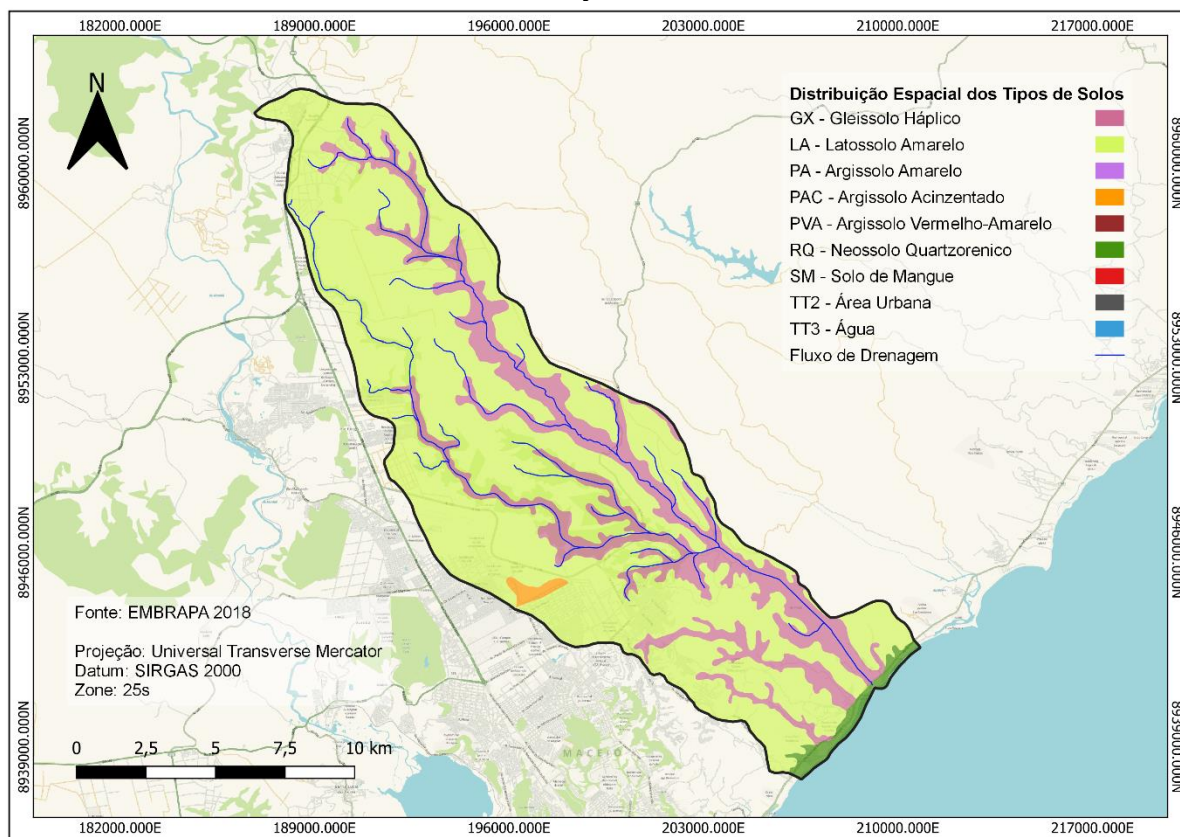 182000.000E 189000.000E 196000.000E 203000.000E 210000.000E 217000.000E
N
Distribuição Espacial dos Tipos de Solos
GX - Gleissolo Háplico
LA - Latossolo Amarelo
PA - Argissolo Amarelo
PAC - Argissolo Acinzentado
PVA - Argissolo Vermelho-Amarelo
RQ - Neossolo Quartzorenico
SM - Solo de Mangue
TT2 - Área Urbana
TT3 - Água
Fluxo de Drenagem
8960000.000N
8953000.000N
8946000.000N
8939000.000N
8960000.000N
8953000.000N
8946000.000N
8939000.000N
Fonte: EMBRAPA 2018
Projeção: Universal Transverse Mercator
Datum: SIRGAS 2000
Zone: 25s
0 2,5 5 7,5 10 km
MACEIÓ
182000.000E 189000.000E 196000.000E 203000.000E 210000.000E 217000.000E